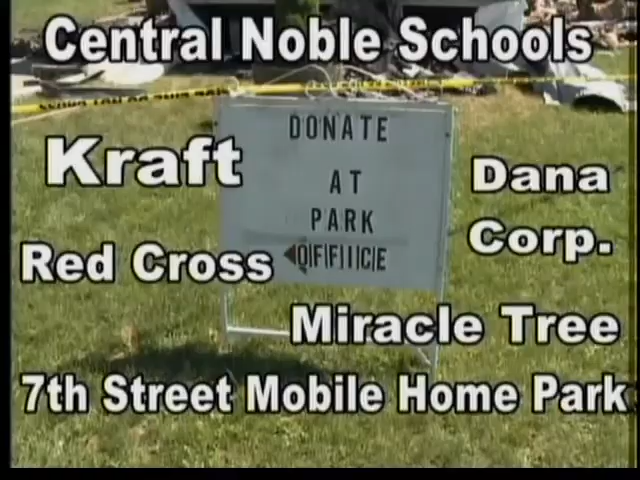 Central Noble Schools
DONATE
Kraft
AT
Dana
PARK
Corp.
Red Cross
OFFICE
Miracle Tree
7th Street Mobile Home Park